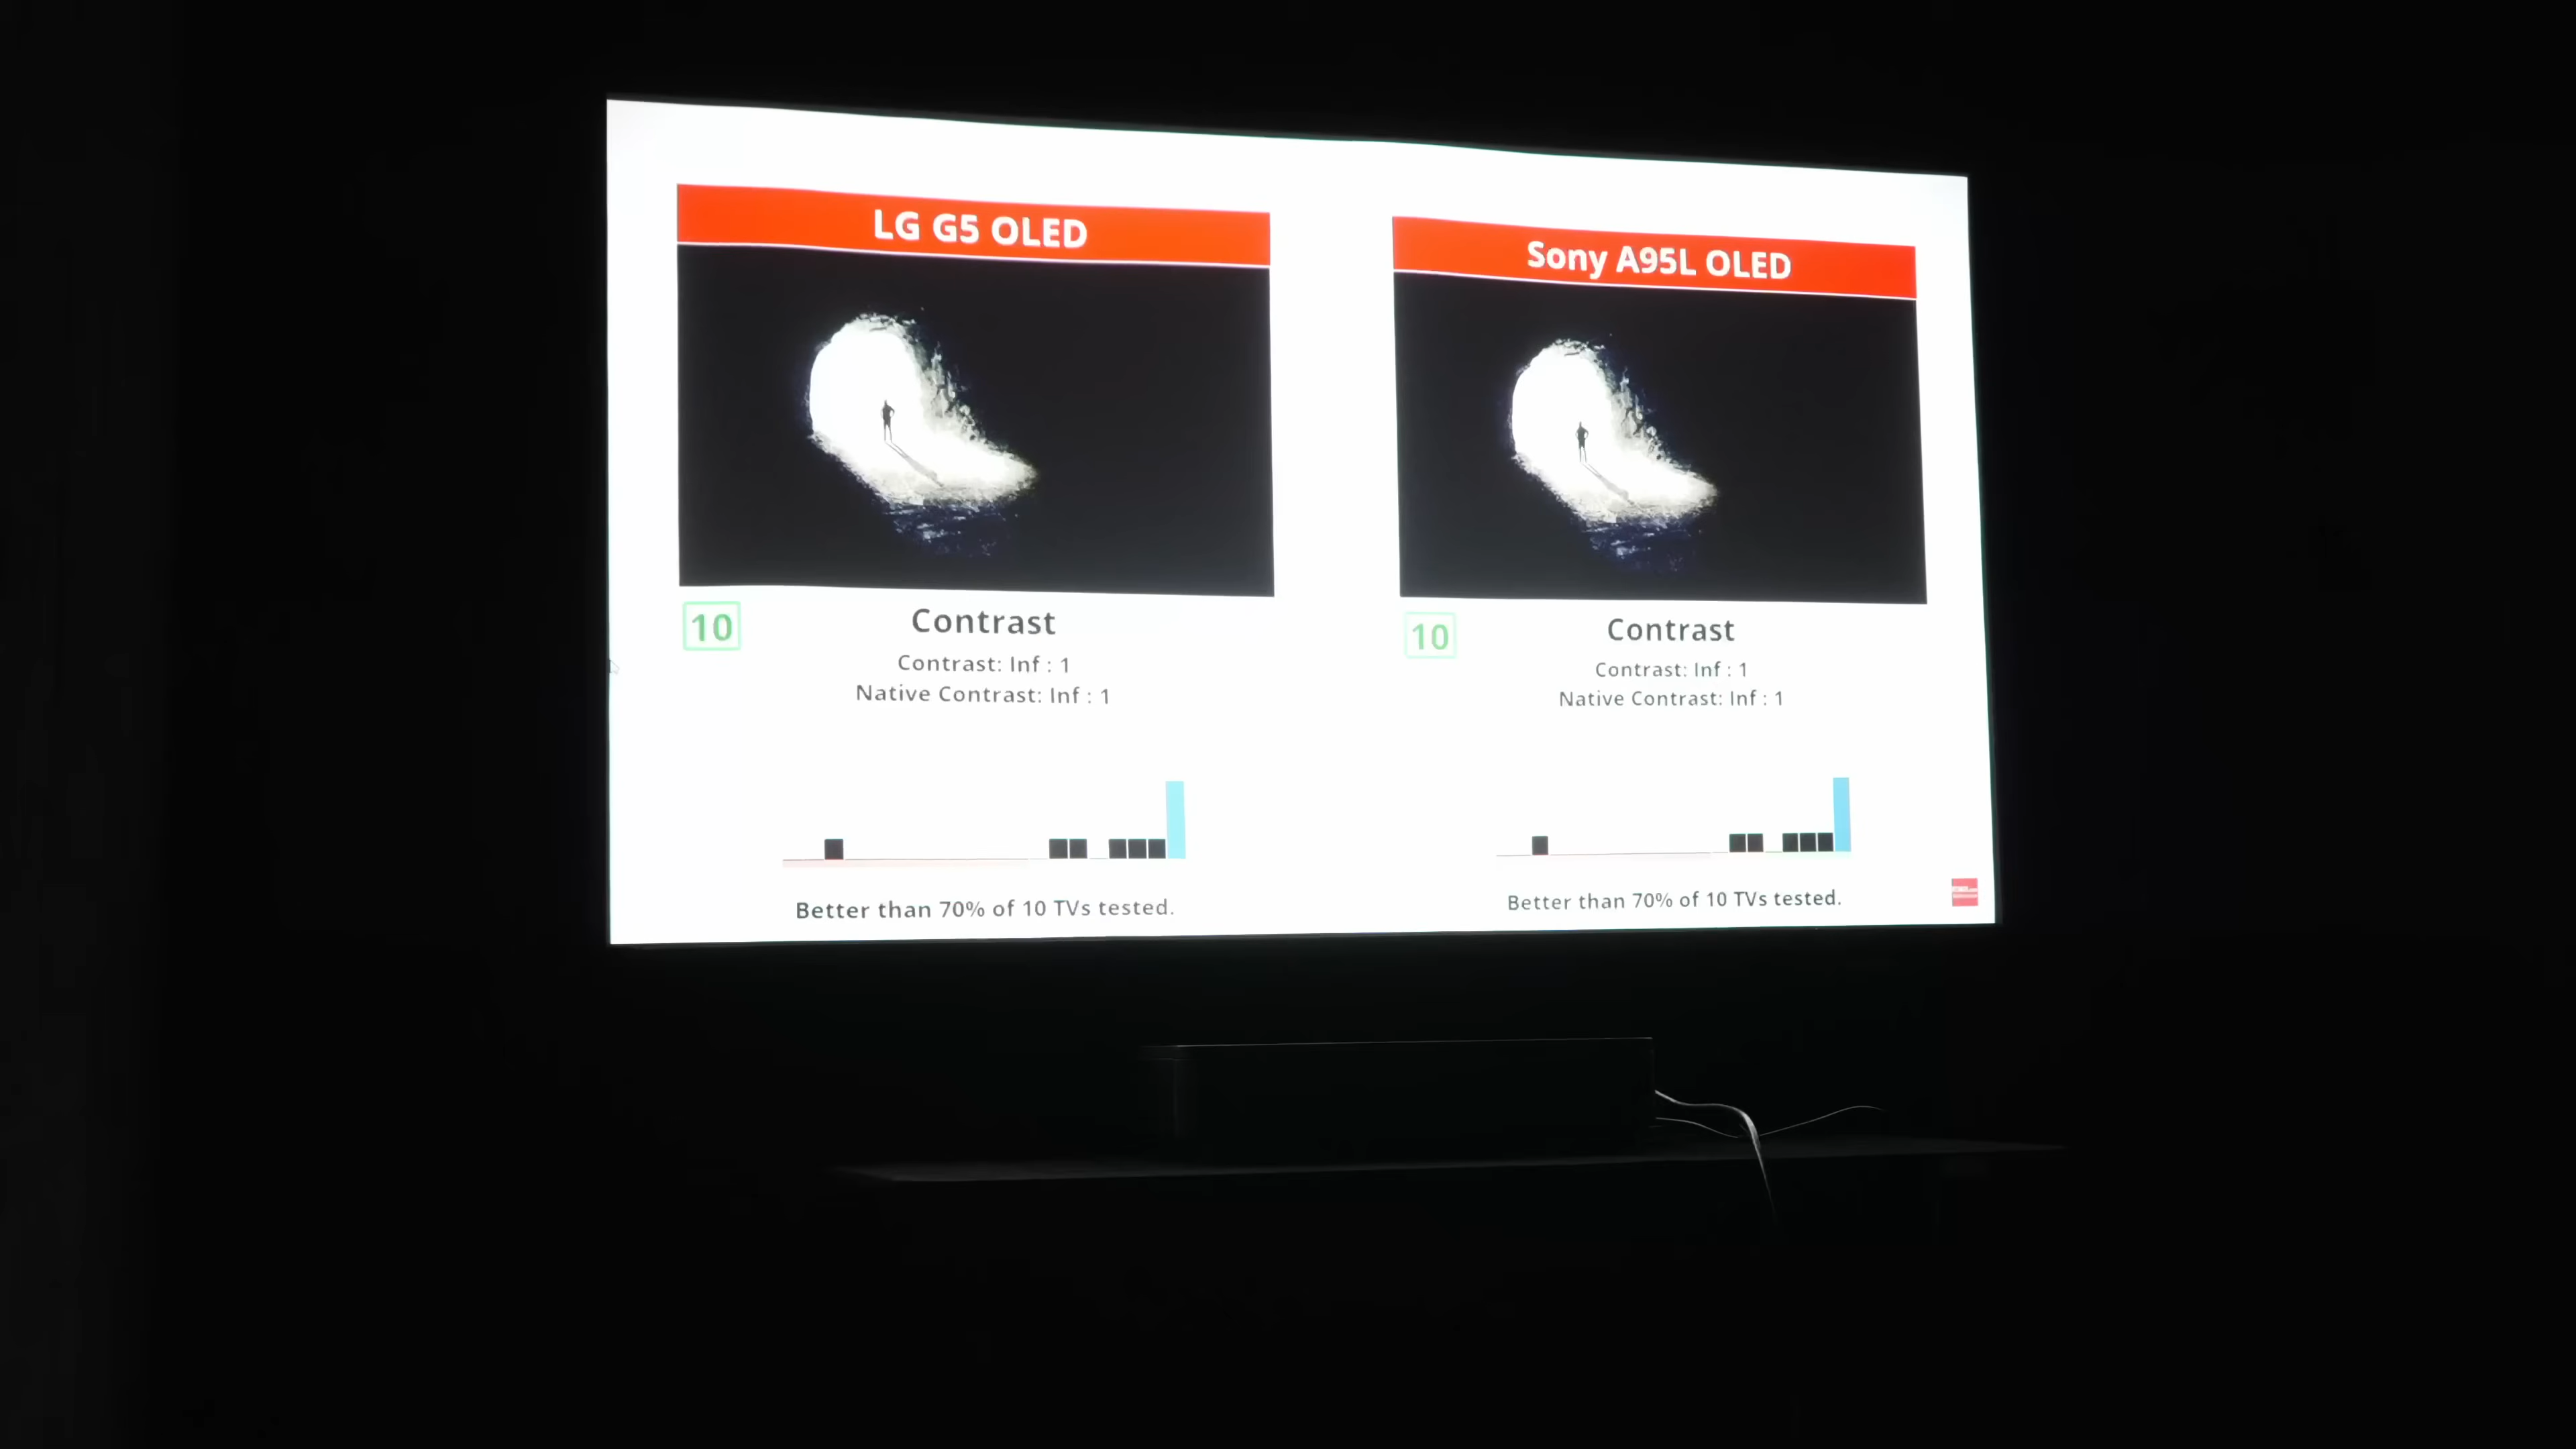 LG G5 OLED
10
Contrast
Contrast: Inf : 1
Native Contrast: Inf : 1
Better than 70% of 10 TVs tested.
Sony A95L OLED
10
Contrast
Contrast: Inf : 1
Native Contrast: Inf : 1
Better than 70% of 10 TVs tested.